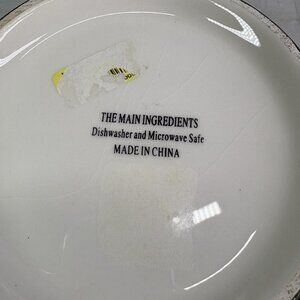 THE MAIN INGREDIENTS
Dishwasher and Microwave Safe
MADE IN CHINA